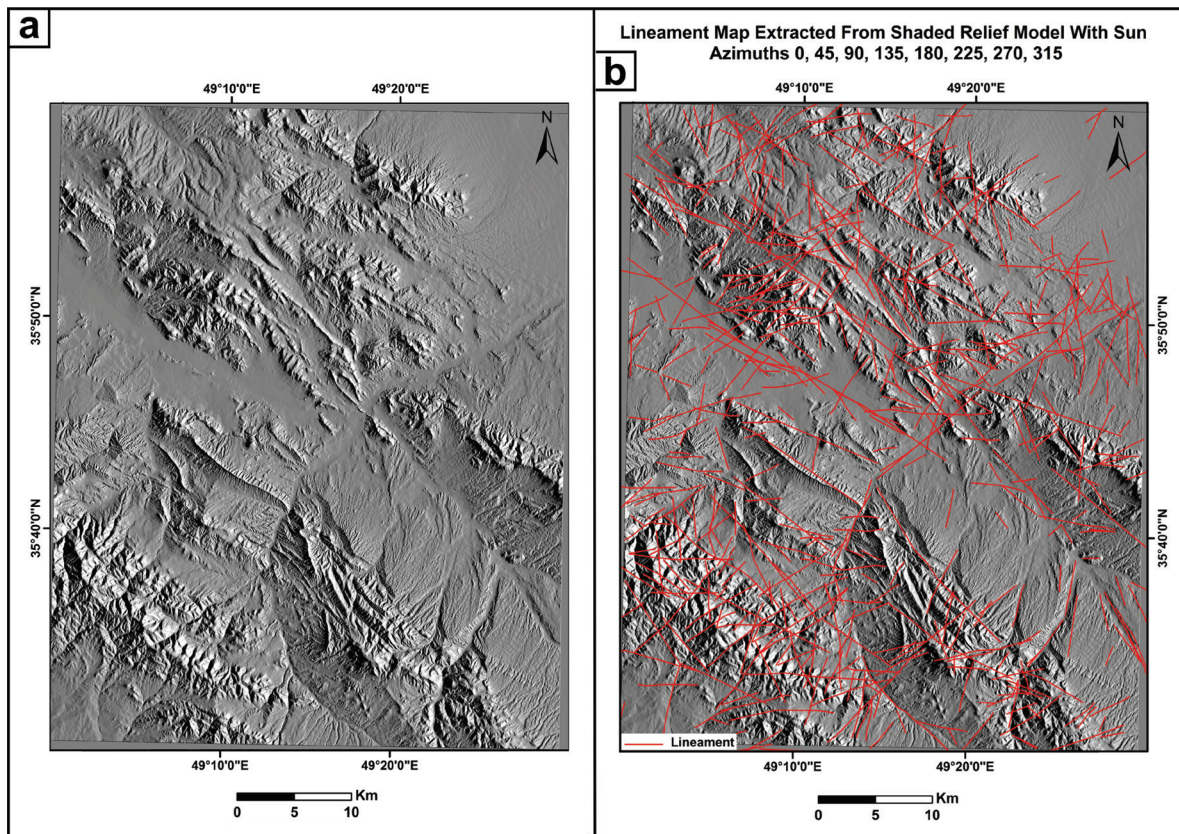 a
49°10'0"E
49°20'0"E
N
35°50'0"N
35°40'0"N
49°10'0"E
49°20'0"E
Km
0
5
10
Lineament Map Extracted From Shaded Relief Model With Sun
Azimuths 0, 45, 90, 135, 180, 225, 270, 315
b
49°10'0"E
49°20'0"E
N
35°50'0"N
35°40'0"N
Lineament
49°10'0"E
49°20'0"E
Km
0
5
10